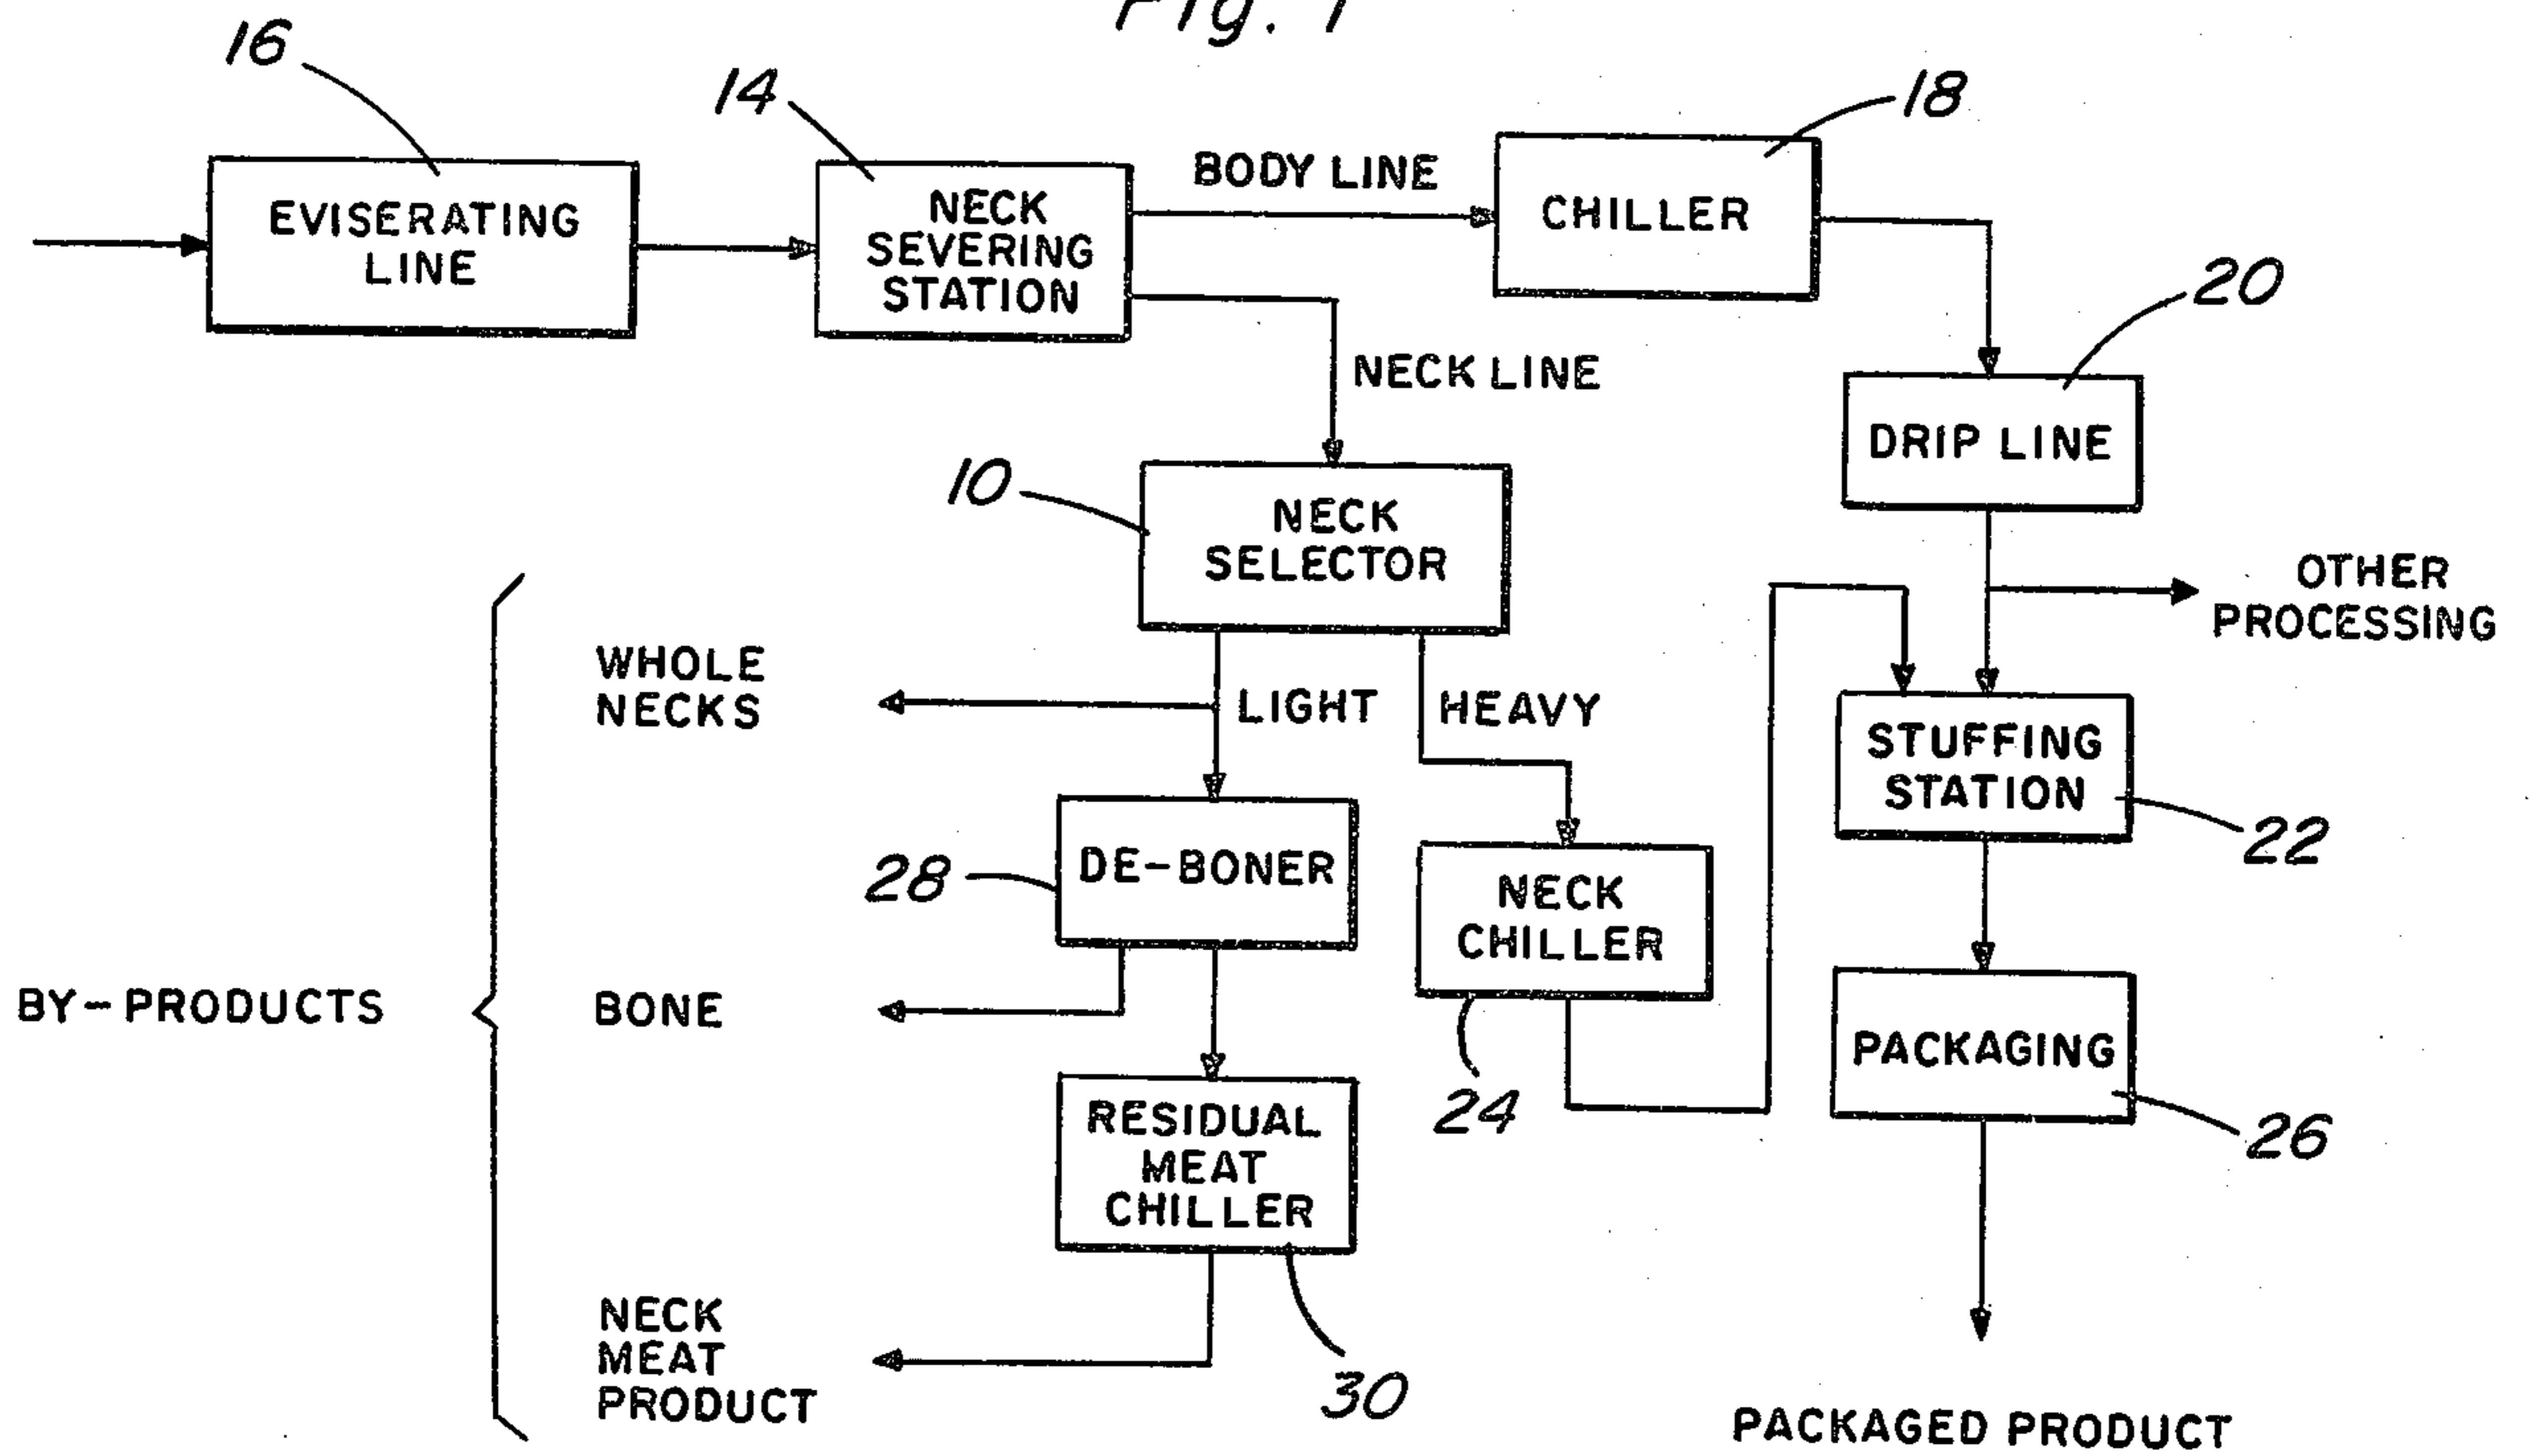 Fig. 1
16
14
18
EVISERATING
LINE
NECK
SEVERING
STATION
BODY LINE
CHILLER
20
NECK LINE
DRIP LINE
10
NECK
SELECTOR
OTHER
PROCESSING
WHOLE
NECKS
LIGHT
HEAVY
STUFFING
STATION
22
28
DE-BONER
NECK
CHILLER
24
BY-PRODUCTS
BONE
PACKAGING
26
RESIDUAL
MEAT
CHILLER
30
NECK
MEAT
PRODUCT
PACKAGED PRODUCT